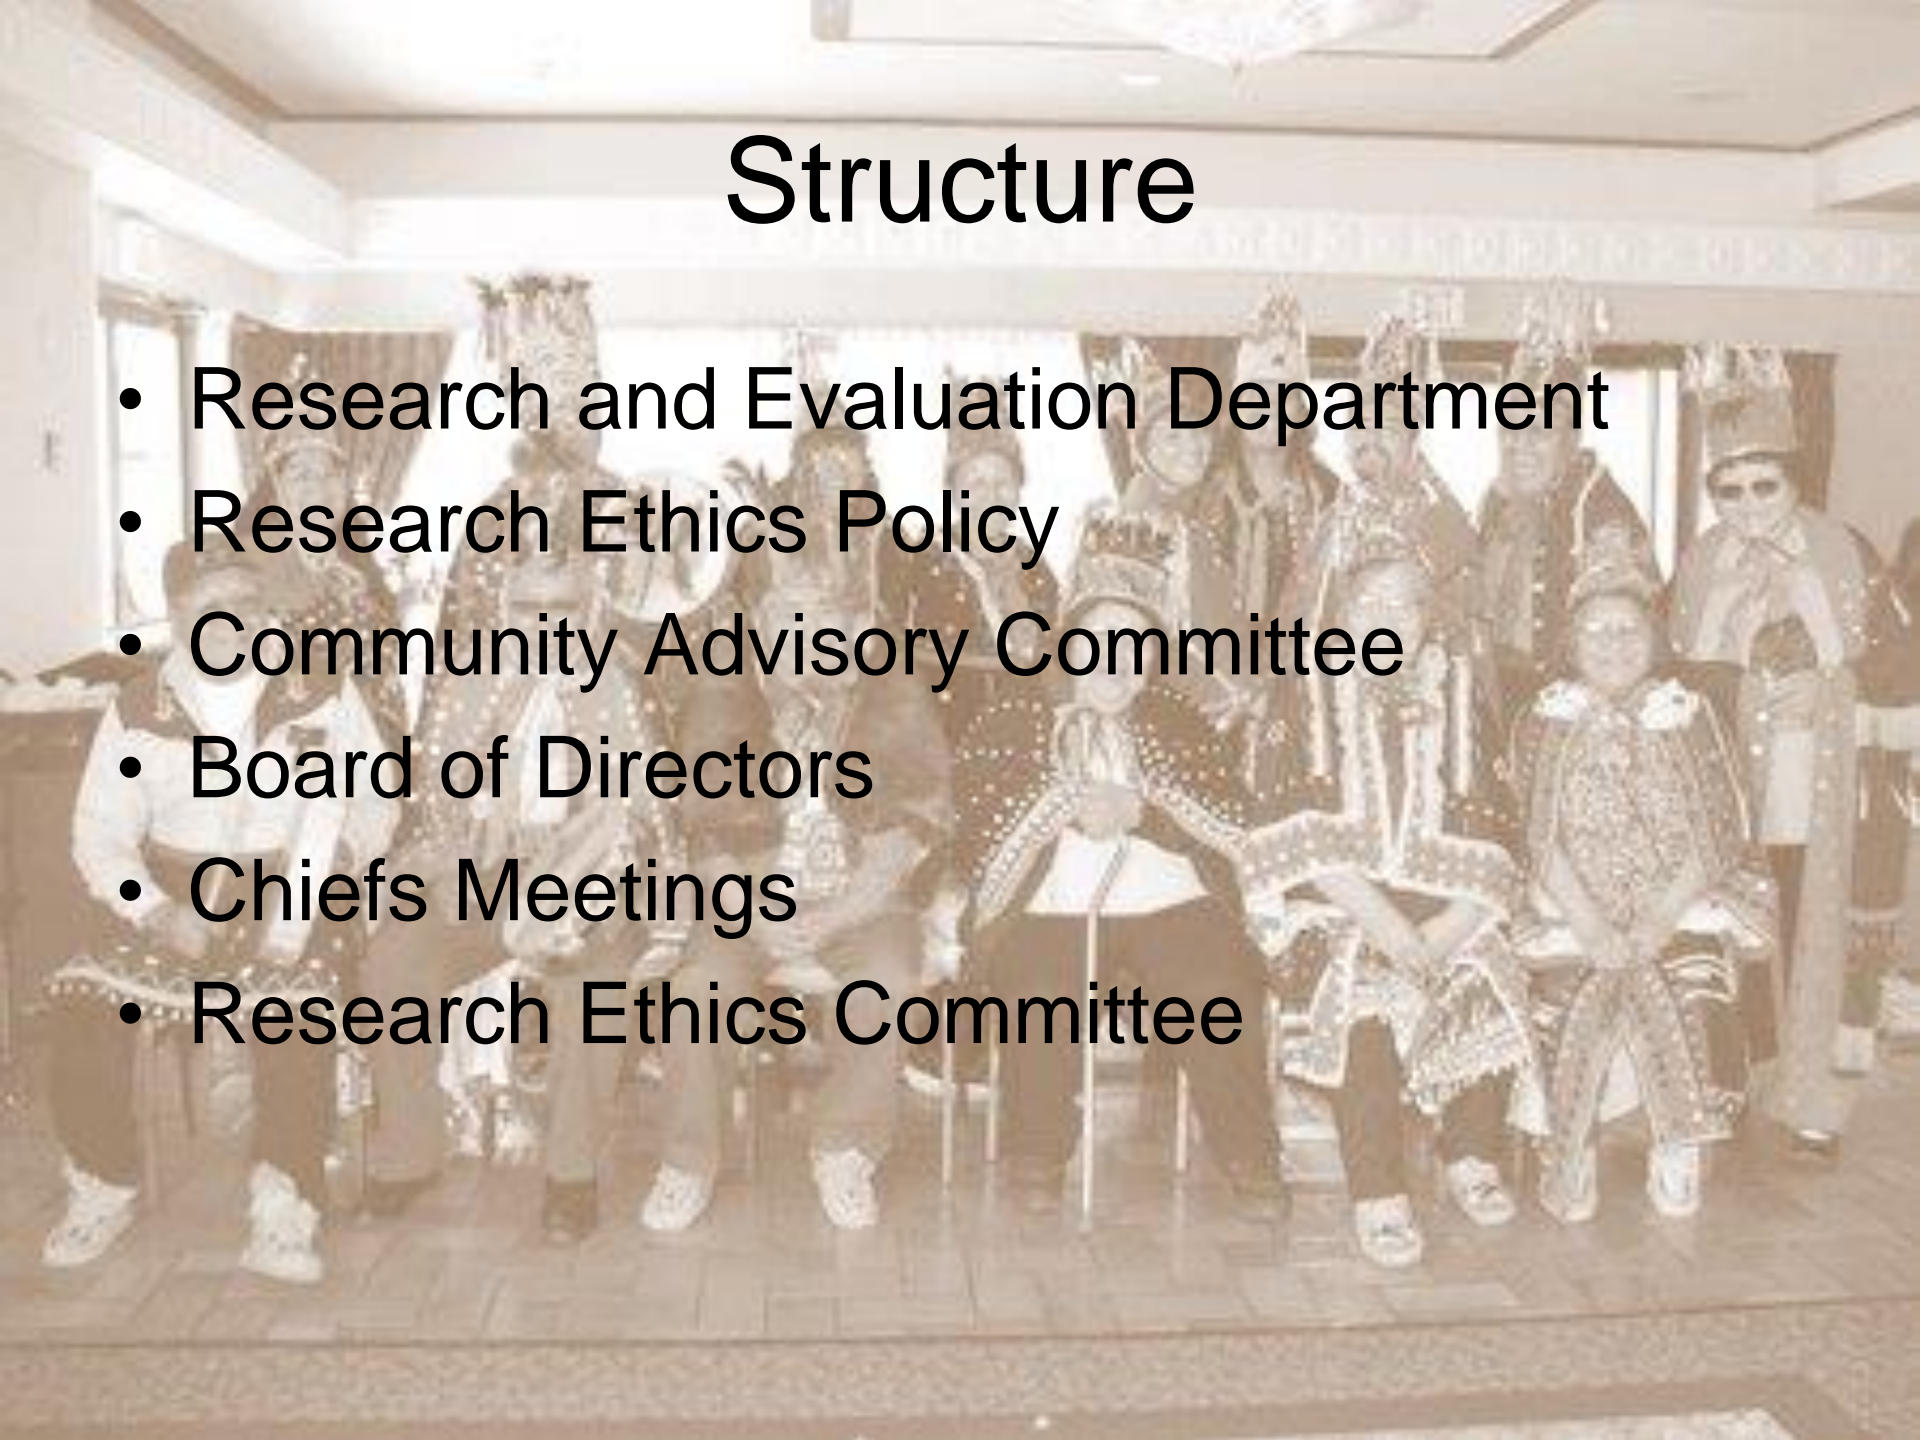 Structure
• Research and Evaluation Department
• Research Ethics Policy
• Community Advisory Committee
• Board of Directors
• Chiefs Meetings
• Research Ethics Committee